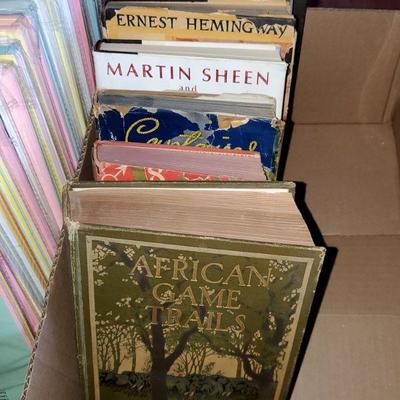 ERNEST HEMINGWAY
MARTIN SHEEN
and
AFRICAN
GAME
TRAILS